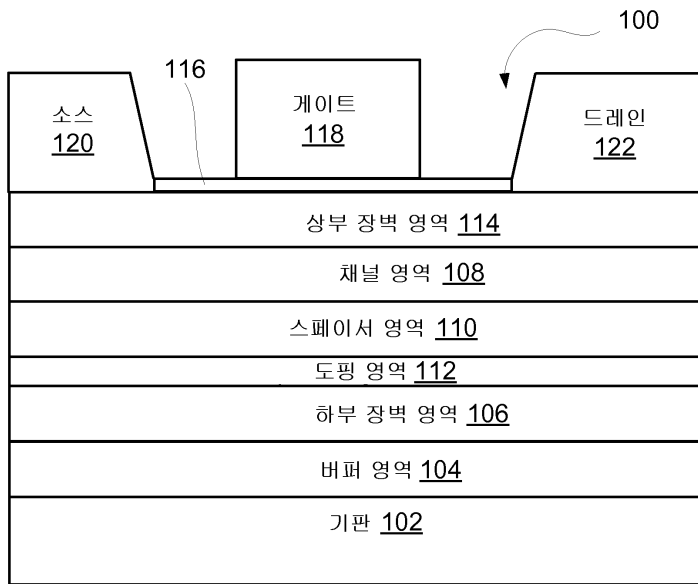 100
116
소스
120
게이트
118
드레인
122
상부 장벽 영역 114
채널 영역 108
스페이서 영역 110
도핑 영역 112
하부 장벽 영역 106
버퍼 영역 104
기판 102